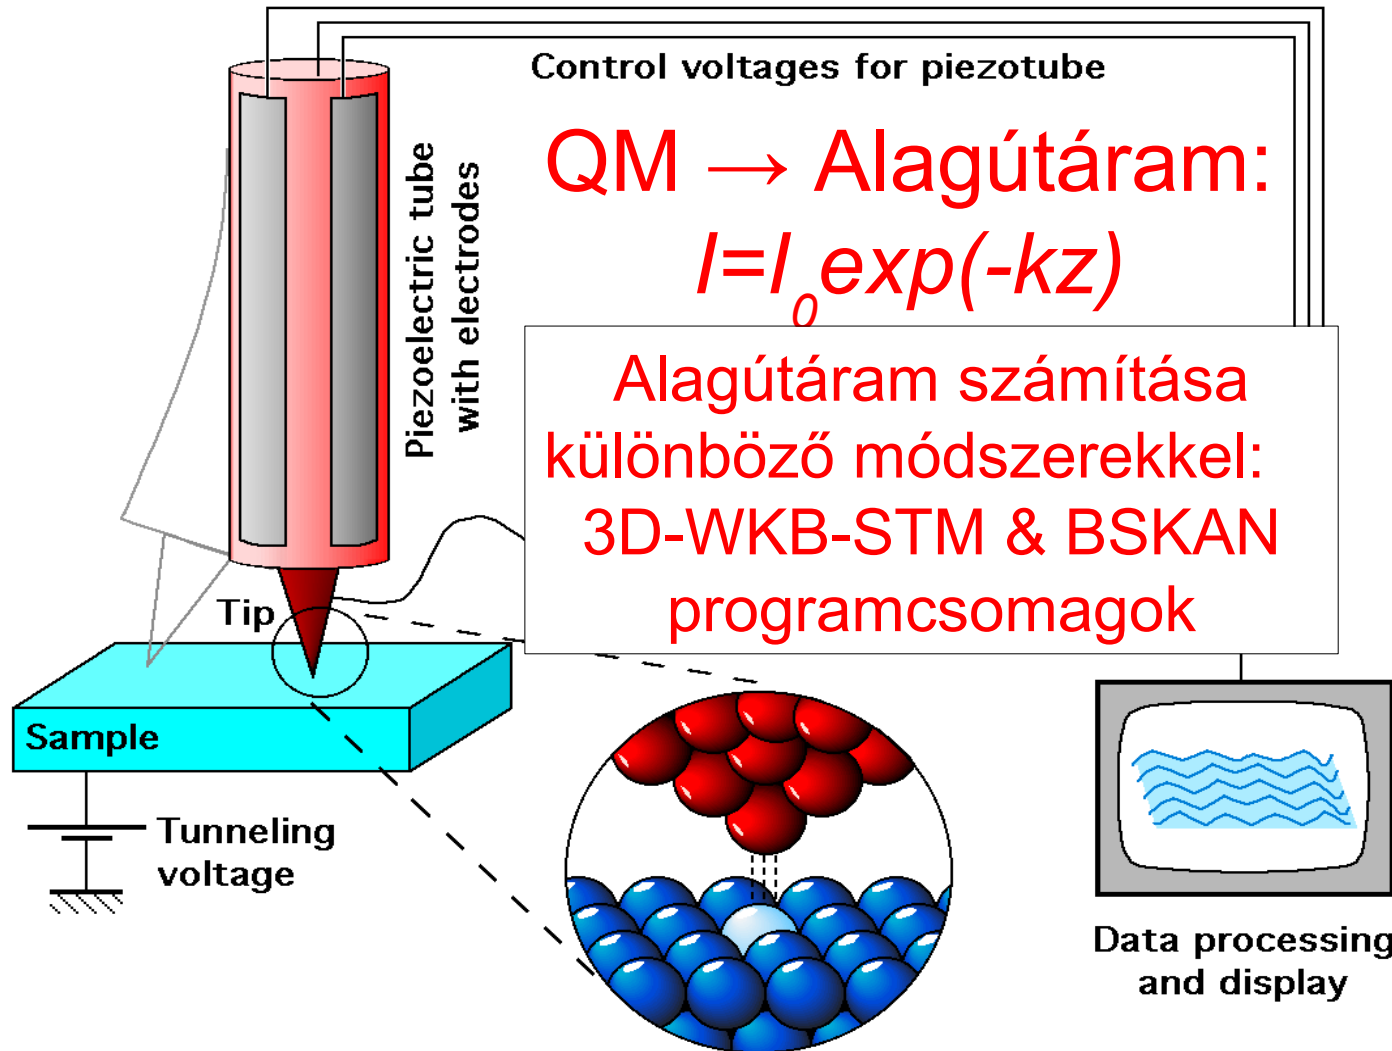 Control voltages for piezotube
QM → Alagútáram:
I=I₀exp(-kz)
Piezoelectric tube
with electrodes
Alagútáram számítása
különböző módszerekkel:
3D-WKB-STM & BSKAN
programcsomagok
Tip
Sample
Tunneling
voltage
Data processing
and display